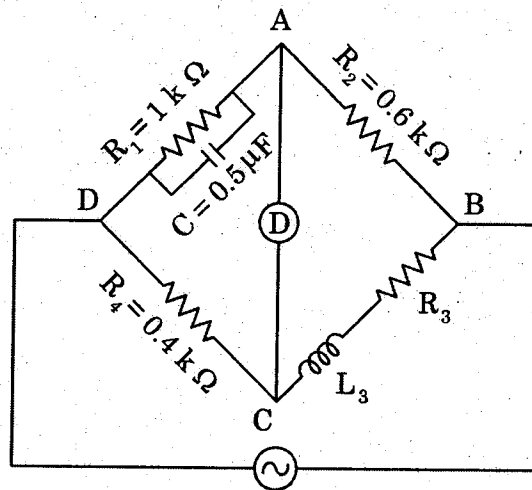 A
R₁ = 1 k Ω
R₂ = 0.6 k Ω
C = 0.5 μF
D
D
B
R₄ = 0.4 k Ω
R₃
L₃
C